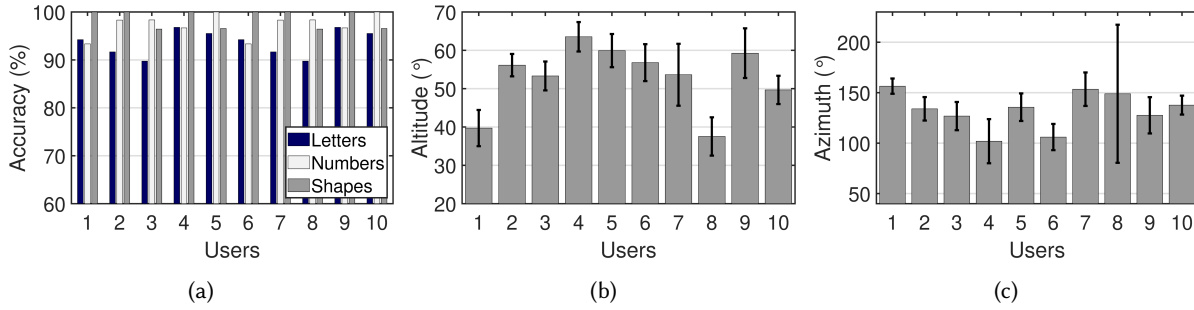 Accuracy (%)
100
90
80
70
60
Letters
Numbers
Shapes
1 2 3 4 5 6 7 8 9 10
Users
(a)
Altitude (°)
70
60
50
40
30
20
1 2 3 4 5 6 7 8 9 10
Users
(b)
Azimuth (°)
200
150
100
50
1 2 3 4 5 6 7 8 9 10
Users
(c)